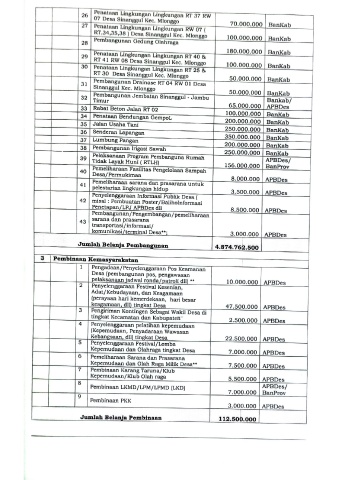 26 Penataan Lingkungan Lingkungan RT 37 RW
07 Desa Sinanggul Kec. Mlonggo 70.000.000 BanKab
27 Penataan Lingkungan Lingkungan RW 07 (
RT.34,35,38 ) Desa Sinanggul Kec. Mlonggo 100.000.000 BanKab
28 Pembangunan Gedung Olahraga 180.000.000 BanKab
29 Penataan Lingkungan Lingkungan RT 40 &
RT 41 RW 08 Desa Sinanggul Kec. Mlonggo 100.000.000 BanKab
30 Penataan Lingkungan Lingkungan RT 28 &
RT 30 Desa Sinanggul Kec. Mlonggo 50.000.000 BanKab
31 Pembangunan Drainase RT 04 RW 01 Desa
Sinanggul Kec. Mlonggo 50.000.000 BanKab
32 Pembangunan Jembatan Sinanggul - Jambu
Timur 65.000.000 Bankab/
APBDes
33 Rabat Beton Jalan RT 02 100.000.000 BanKab
34 Penataan Bendungan Gempol 200.000.000 BanKab
35 Jalan Usaha Tani 250.000.000 BanKab
36 Senderan Lapangan 350.000.000 BanKab
37 Lumbung Pangan 200.000.000 BanKab
38 Pembangunan Irigasi Sawah 250.000.000 BanKab
39 Pelaksanaan Program Pembanguna Rumah
Tidak Layak Huni ( RTLH) 156.000.000 APBDes/
BanProv
40 Pemeliharaan Fasilitas Pengelolaan Sampah
Desa/Permukiman 8.000.000 APBDes
41 Pemeliharaan sarana dan prasarana untuk
pelestarian lingkungan hidup 3.500.000 APBDes
42 Penyelenggaraan Informasi Publik Desa (
misal : Pembuatan Poster/Baliho Informasi
Penetapan/LPJ APBDes dll 8.500.000 APBDes
43 Pembangunan/Pengembangan/pemeliharaan
sarana dan prasarana
transportasi/informasi/
komunikasi/terminal Desa**; 3.000.000 APBDes
Jumlah Belanja Pembangunan 4.874.762.500
3 Pembinaan Kemasyarakatan
1 Pengadaan/Penyelenggaraan Pos Keamanan
Desa (pembangunan pos, pengawasan
pelaksanaan jadwal ronda/patroli dll) ** 10.000.000 APBDes
2 Penyelenggaraan Festival Kesenian,
Adat/Kebudayaan, dan Keagamaan
(perayaan hari kemerdekaan, hari besar
keagamaan, dll) tingkat Desa 47.500.000 APBDes
3 Pengiriman Kontingen Sebagai Wakil Desa di
tingkat Kecamatan dan Kabupaten 2.500.000 APBDes
4 Penyelenggaraan pelatihan kepemudaan
(Kepemudaan, Penyadaraan Wawasan
Kebangsaan, dll) tingkat Desa 22.500.000 APBDes
5 Penyelenggaraan Festival/Lomba
Kepemudaan dan Olahraga tingkat Desa 7.000.000 APBDes
6 Pemeliharaan Sarana dan Prasarana
Kepemudaan dan Olah Raga Milik Desa** 7.500.000 APBDes
7 Pembinaan Karang Taruna/Klub
Kepemudaan/Klub Olah raga 5.500.000 APBDes
8 Pembinaan LKMD/LPM/LPMD (LKD) 7.000.000 APBDes/
BanProv
9 Pembinaan PKK 3.000.000 APBDes
Jumlah Belanja Pembinaan 112.500.000